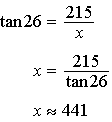 tan26 = 215/x
x = 215/tan26
x ≈ 441